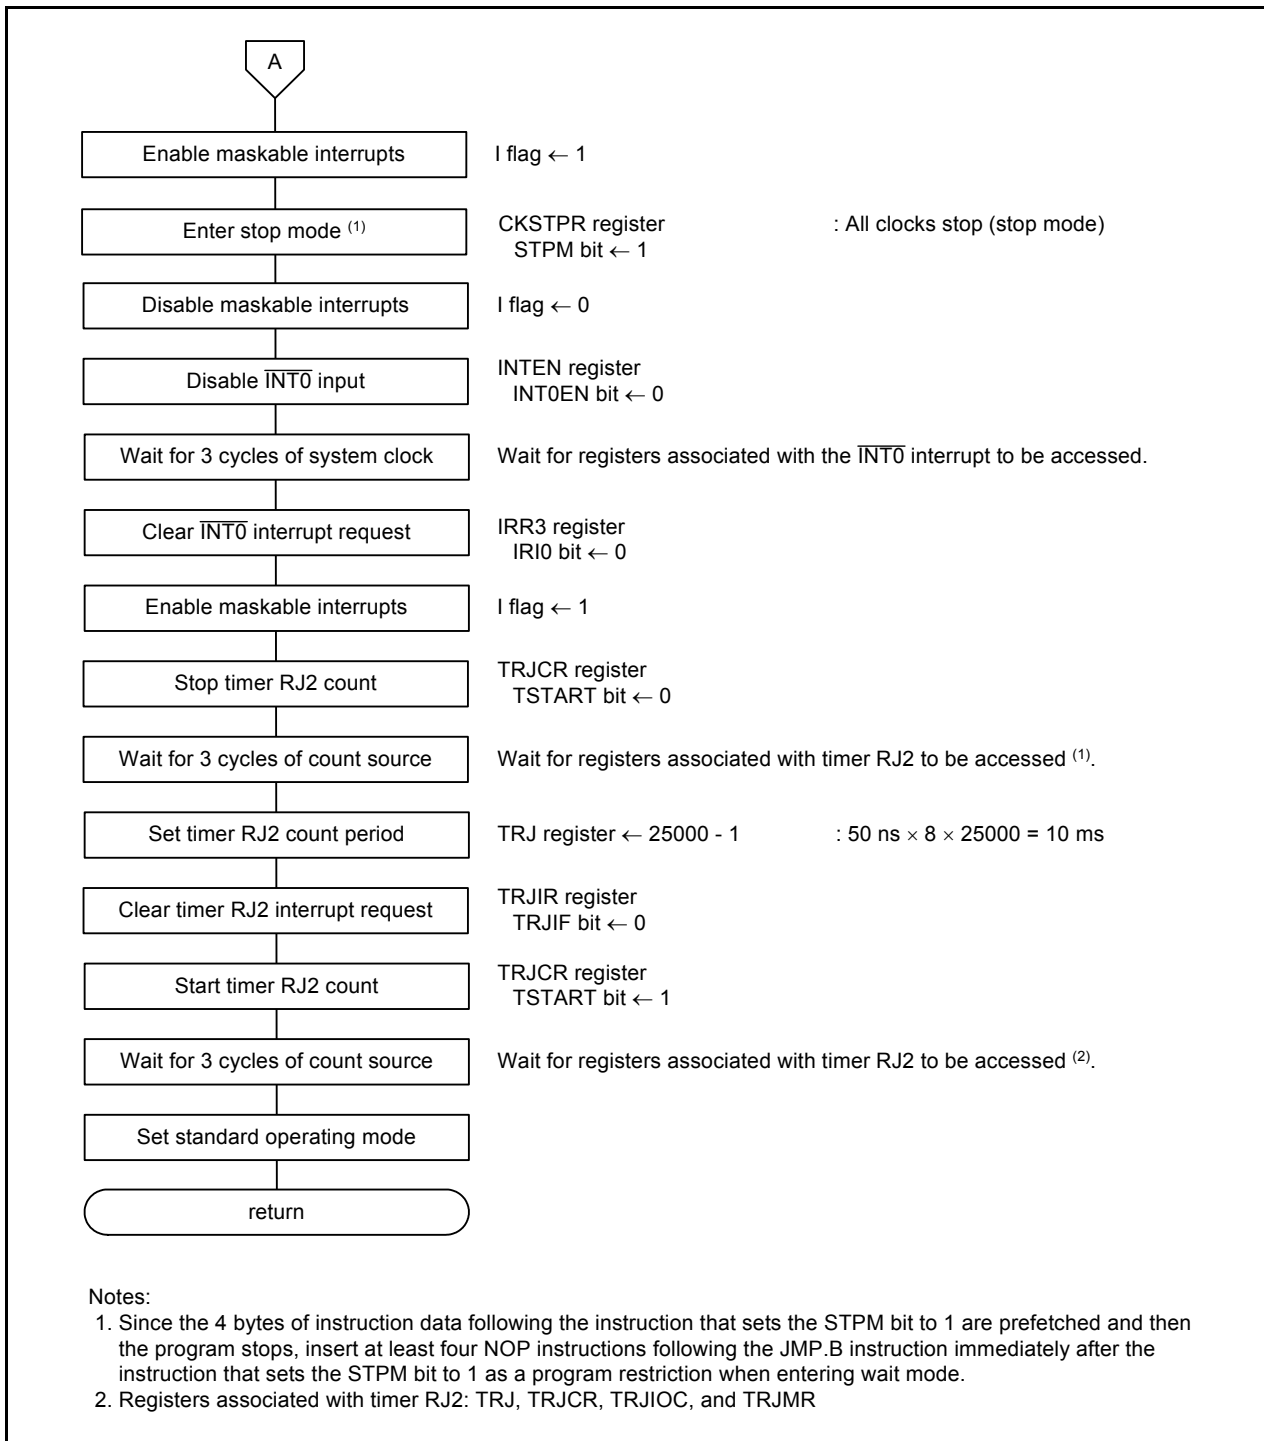 A
Enable maskable interrupts I flag ← 1
Enter stop mode (1) CKSTPR register : All clocks stop (stop mode)
STPM bit ← 1
Disable maskable interrupts I flag ← 0
Disable INT0 input INTEN register
INT0EN bit ← 0
Wait for 3 cycles of system clock Wait for registers associated with the INT0 interrupt to be accessed.
Clear INT0 interrupt request IRR3 register
IRI0 bit ← 0
Enable maskable interrupts I flag ← 1
Stop timer RJ2 count TRJCR register
TSTART bit ← 0
Wait for 3 cycles of count source Wait for registers associated with timer RJ2 to be accessed (1).
Set timer RJ2 count period TRJ register ← 25000 - 1 : 50 ns × 8 × 25000 = 10 ms
Clear timer RJ2 interrupt request TRJIR register
TRJIF bit ← 0
Start timer RJ2 count TRJCR register
TSTART bit ← 1
Wait for 3 cycles of count source Wait for registers associated with timer RJ2 to be accessed (2).
Set standard operating mode
return
Notes:
1. Since the 4 bytes of instruction data following the instruction that sets the STPM bit to 1 are prefetched and then
the program stops, insert at least four NOP instructions following the JMP.B instruction immediately after the
instruction that sets the STPM bit to 1 as a program restriction when entering wait mode.
2. Registers associated with timer RJ2: TRJ, TRJCR, TRJIOC, and TRJMR